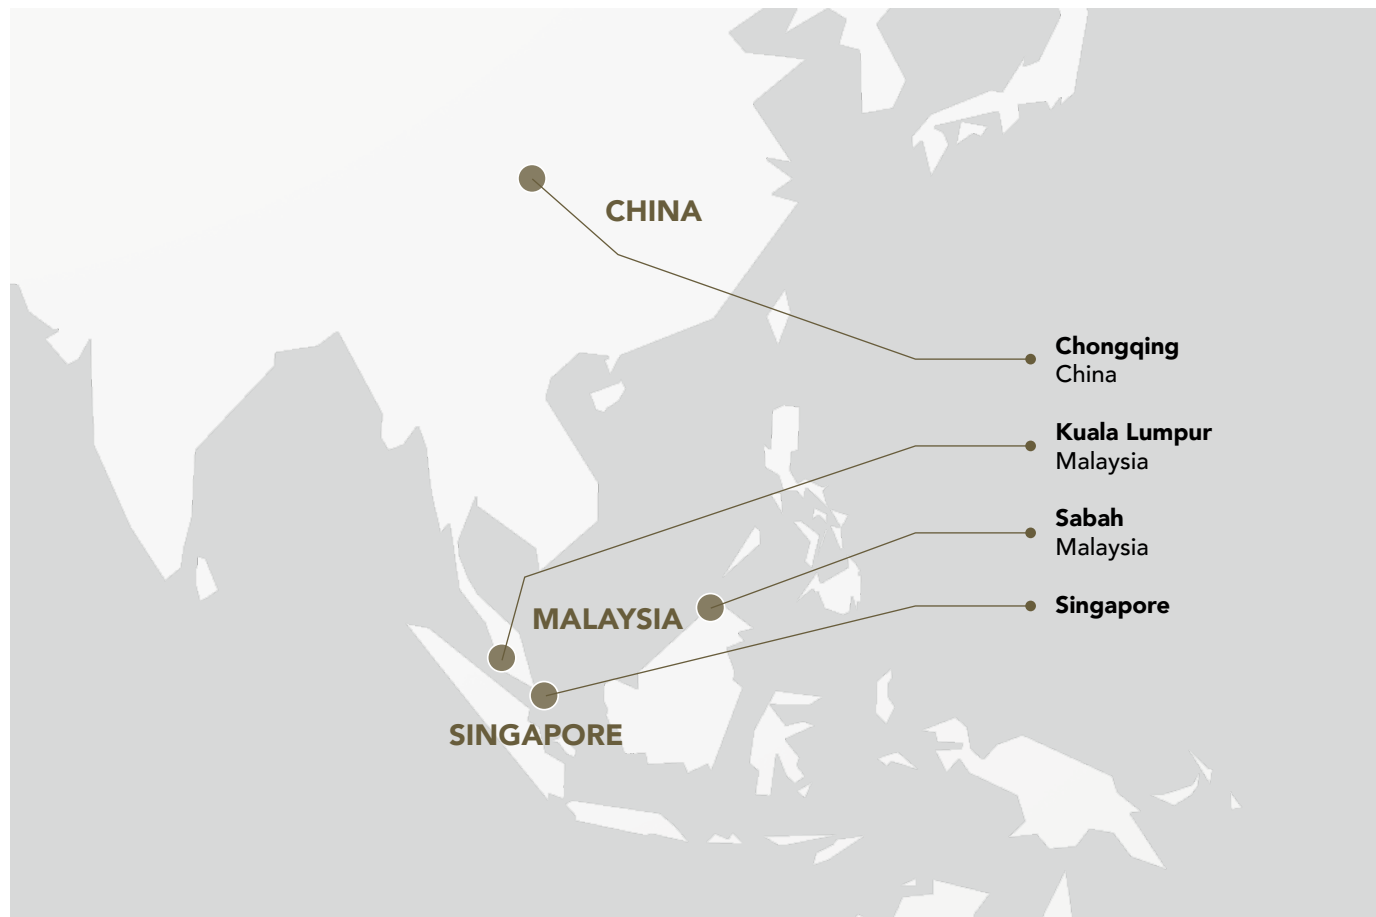 CHINA
Chongqing
China
Kuala Lumpur
Malaysia
Sabah
Malaysia
Singapore
MALAYSIA
SINGAPORE